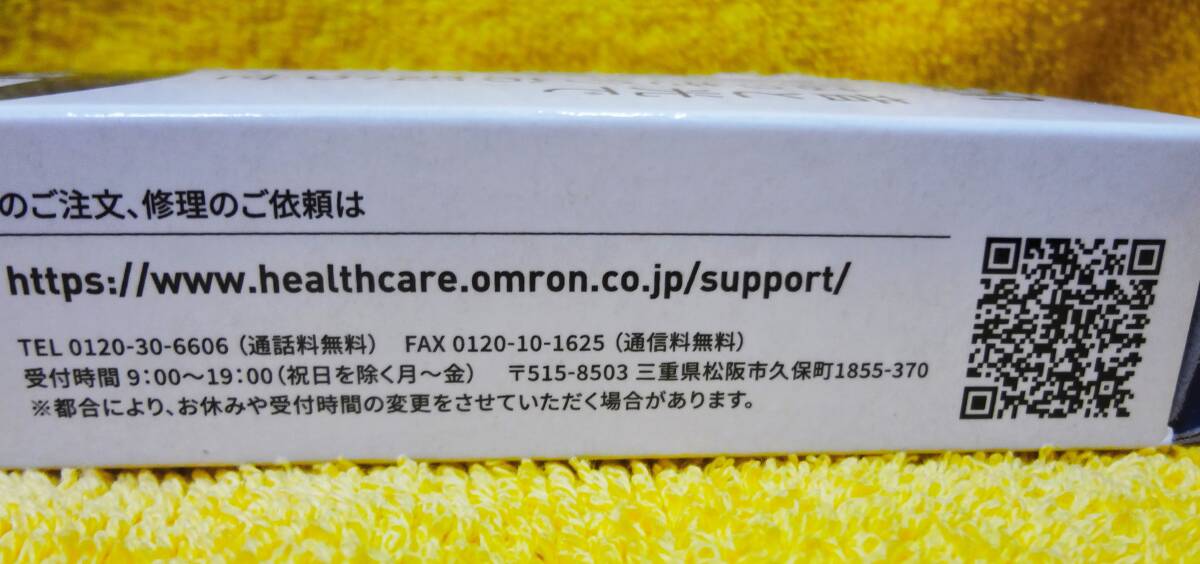 のご注文、修理のご依頼は
https://www.healthcare.omron.co.jp/support/
TEL 0120-30-6606 (通話料無料) FAX 0120-10-1625 (通信料無料)
受付時間 9:00〜19:00(祝日を除く月〜金) 〒515-8503 三重県松阪市久保町1855-370
※都合により、お休みや受付時間の変更をさせていただく場合があります。